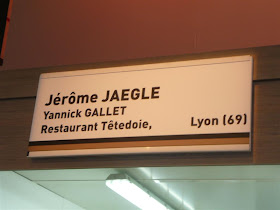 Jérôme JAEGLE
Yannick GALLET
Restaurant Têtedoie, Lyon (69)